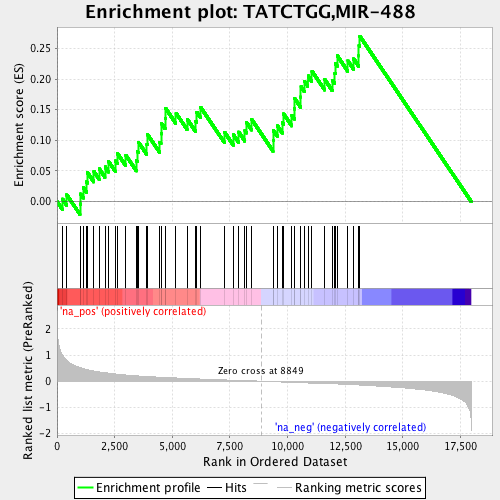 Enrichment plot: TATCTGG,MIR-488
Enrichment score (ES)
0.25
0.20
0.15
0.10
0.05
0.00
'na_pos' (positively correlated)
Ranked list metric (PreRanked)
2
1
0
-1
-2
Zero cross at 8849
'na_neg' (negatively correlated)
0
2,500
5,000
7,500
10,000
12,500
15,000
17,500
Rank in Ordered Dataset
Enrichment profile
Hits
Ranking metric scores